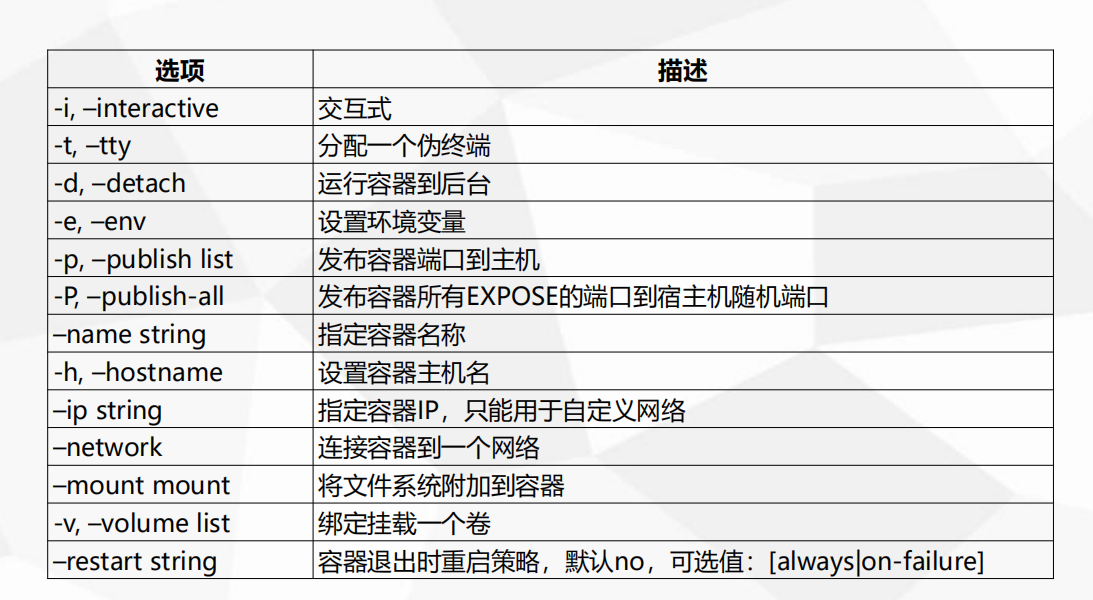 选项 描述
-i, –interactive 交互式
-t, –tty 分配一个伪终端
-d, –detach 运行容器到后台
-e, –env 设置环境变量
-p, –publish list 发布容器端口到主机
-P, –publish-all 发布容器所有EXPOSE的端口到宿主机随机端口
–name string 指定容器名称
-h, –hostname 设置容器主机名
–ip string 指定容器IP，只能用于自定义网络
–network 连接容器到一个网络
–mount mount 将文件系统附加到容器
-v, –volume list 绑定挂载一个卷
–restart string 容器退出时重启策略，默认no，可选值：[always|on-failure]